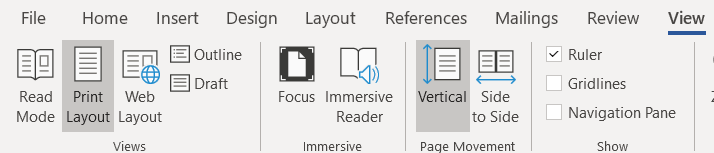 File Home Insert Design Layout References Mailings Review View
Read Mode
Print Layout
Web Layout
Outline
Draft
Views
Focus
Immersive Reader
Immersive
Vertical
Side to Side
Page Movement
Ruler
Gridlines
Navigation Pane
Show